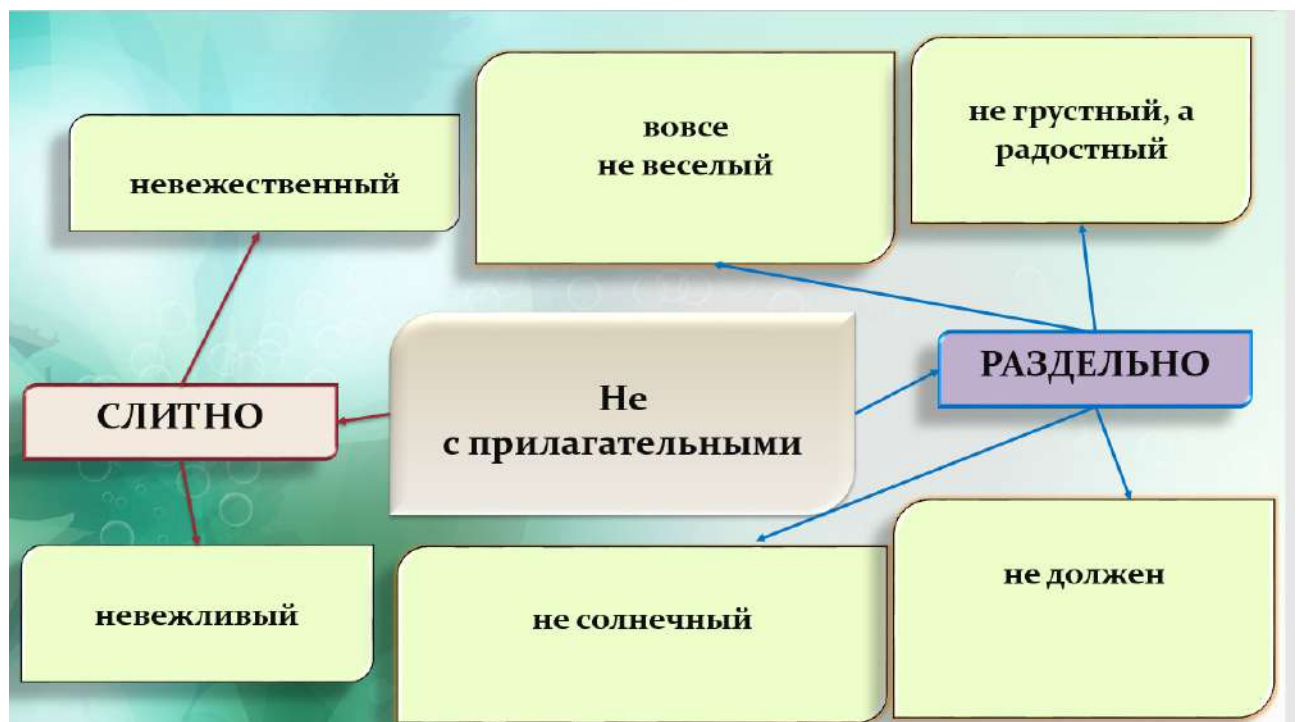 невежественный
вовсе
не веселый
не грустный, а
радостный
СЛИТНО
Не
с прилагательными
РАЗДЕЛЬНО
невежливый
не солнечный
не должен